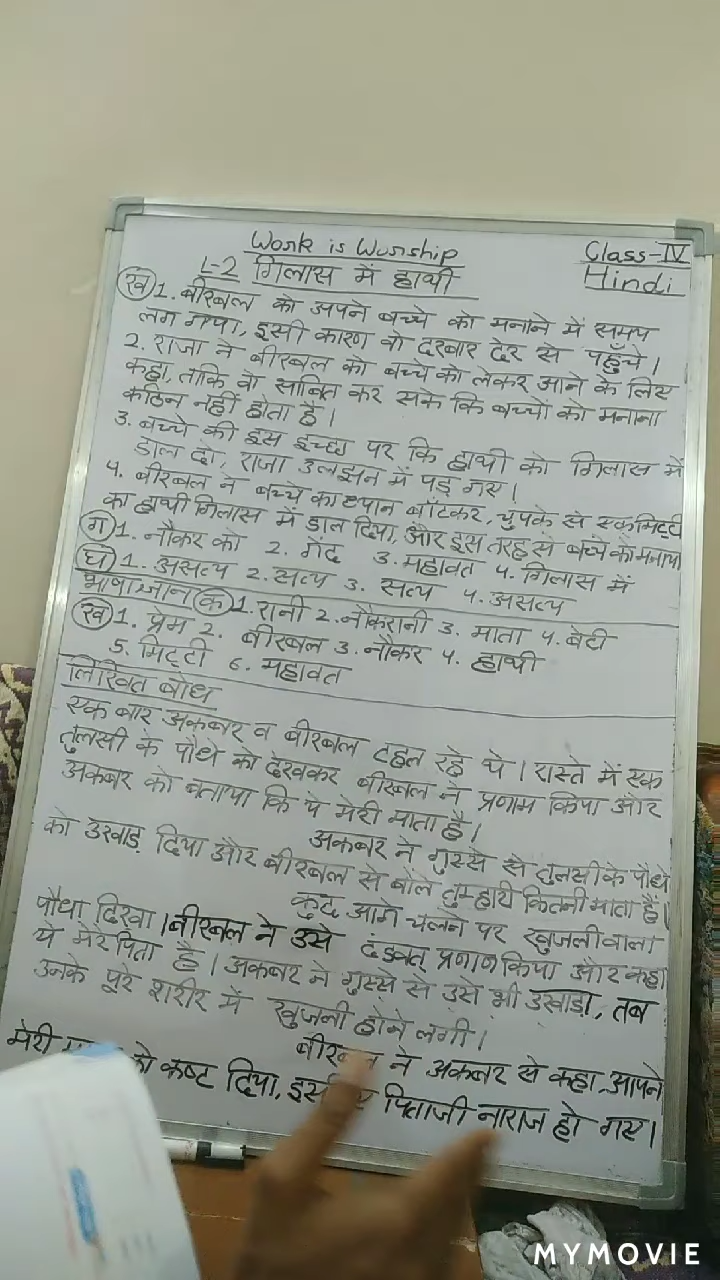 Work is Worship
Class-IV
L-2 गिलास में हाथी
Hindi
(ख) 1. बीरबल को अपने बच्चे को मनाने में समय
लग गया, इसी कारण वो दरबार देर से पहुँचे।
2. राजा ने बीरबल को बच्चे को लेकर आने के लिए
कहा, ताकि वो साबित कर सके कि बच्चों को मनाना
कठिन नहीं होता है।
3. बच्चे की इस इच्छा पर कि हाथी को गिलास में
डाल दो, राजा उलझन में पड़ गए।
4. बीरबल ने बच्चे का ध्यान बाँटकर, चुपके से एक मिट्टी
का हाथी गिलास में डाल दिया, और इस तरह से बच्चे को मनाया
(ग) 1. नौकर को 2. गेंद 3. महावत 4. गिलास में
(घ) 1. असत्य 2. सत्य 3. सत्य 4. असत्य
भाषाज्ञान (क) 1. रानी 2. नौकरानी 3. माता 4. बेटी
(ख) 1. प्रेम 2. बीरबल 3. नौकर 4. हाथी
5. मिट्टी 6. महावत
लिखित बोध
एक बार अकबर व बीरबल टहल रहे थे। रास्ते में एक
तुलसी के पौधे को देखकर बीरबल ने प्रणाम किया और
अकबर को बताया कि ये मेरी माता है।
अकबर ने गुस्से से तुलसी के पौधे
को उखाड़ दिया और बीरबल से बोले तुम्हारी कितनी माता हैं।
कुछ आगे चलने पर खुजली वाला
पौधा दिखा। बीरबल ने उसे दंडवत् प्रणाम किया और कहा
ये मेरे पिता है। अकबर ने गुस्से से उसे भी उखाड़ा, तब
उनके पूरे शरीर में खुजली होने लगी।
बीरबल ने अकबर से कहा, आपने
मेरी को कष्ट दिया, पिताजी नाराज हो गए।
MYMOVIE